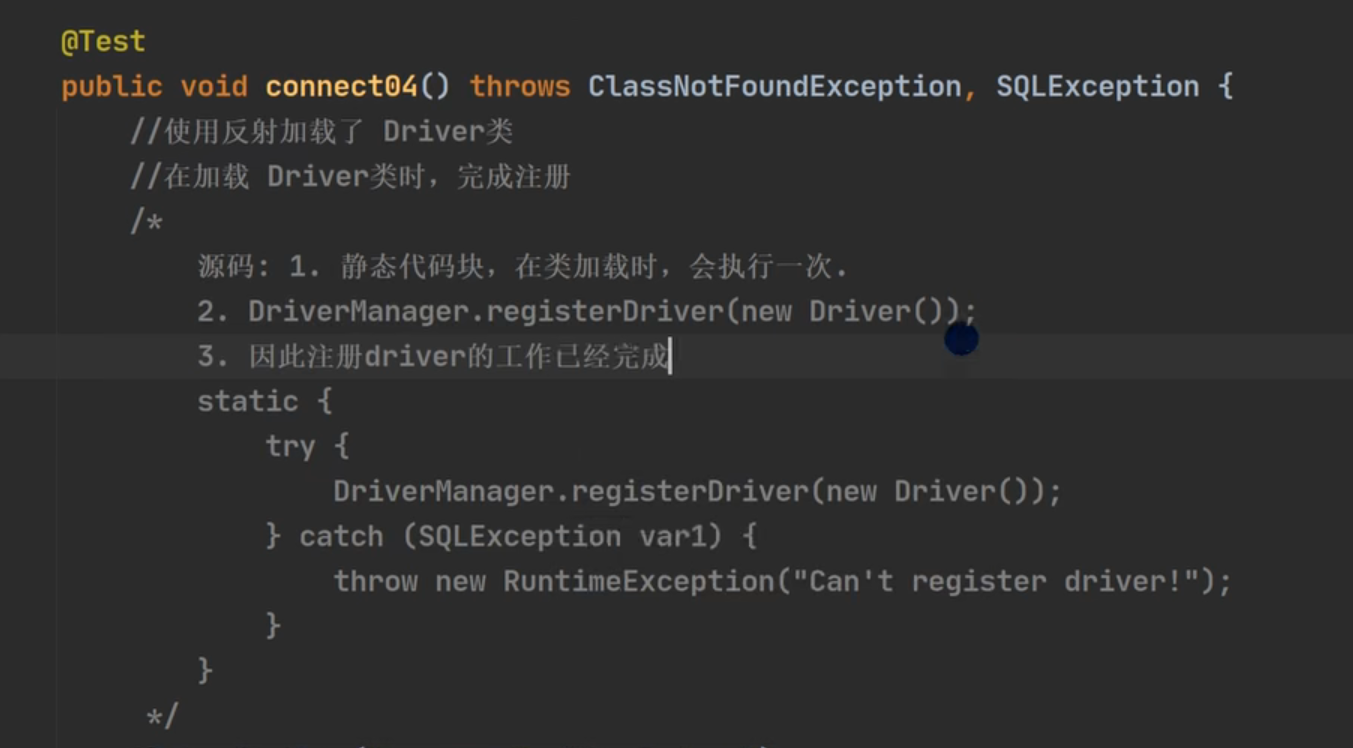 @Test
public void connect04() throws ClassNotFoundException, SQLException {
//使用反射加载了 Driver类
//在加载 Driver类时，完成注册
/*
源码: 1. 静态代码块，在类加载时，会执行一次.
2. DriverManager.registerDriver(new Driver());
3. 因此注册driver的工作已经完成
static {
try {
DriverManager.registerDriver(new Driver());
} catch (SQLException var1) {
throw new RuntimeException("Can't register driver!");
}
}
*/